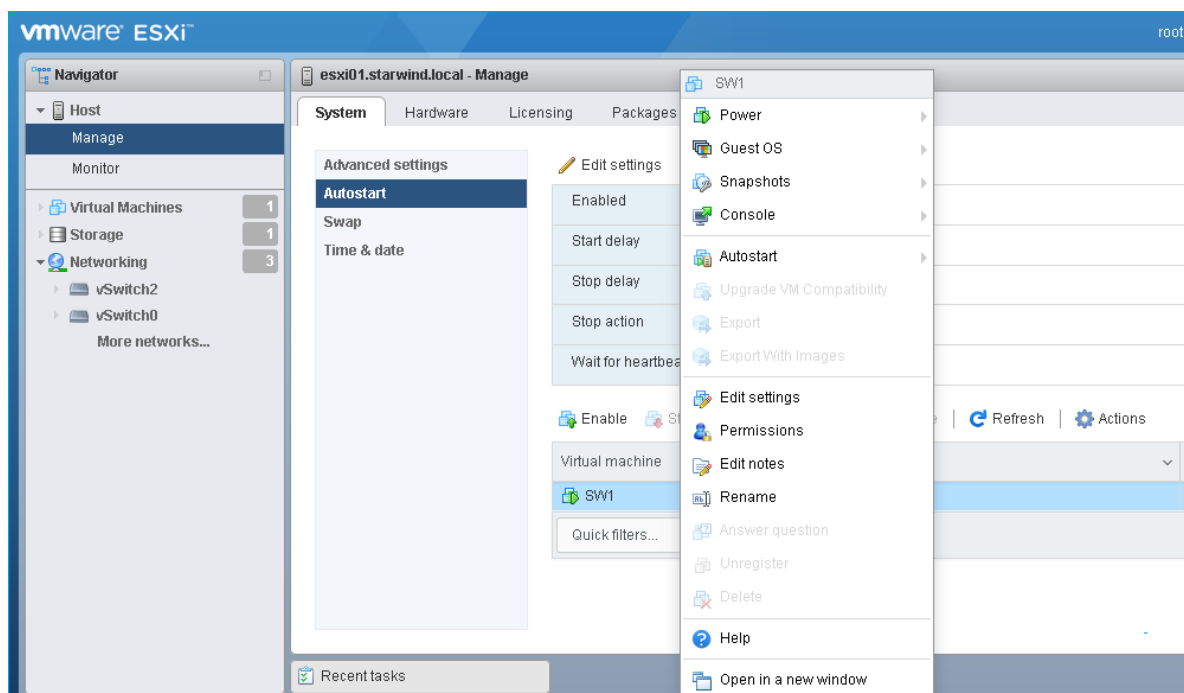 vmware ESXi™
root
Navigator
Host
Manage
Monitor
Virtual Machines 1
Storage 1
Networking 3
vSwitch2
vSwitch0
More networks...
esxi01.starwind.local - Manage
System Hardware Licensing Packages
Advanced settings
Autostart
Swap
Time & date
Edit settings
Enabled
Start delay
Stop delay
Stop action
Wait for heartbea
Enable
Refresh
Actions
Virtual machine
SW1
Quick filters...
SW1
Power
Guest OS
Snapshots
Console
Autostart
Upgrade VM Compatibility
Export
Export With Images
Edit settings
Permissions
Edit notes
Rename
Answer question
Unregister
Delete
Help
Open in a new window
Recent tasks